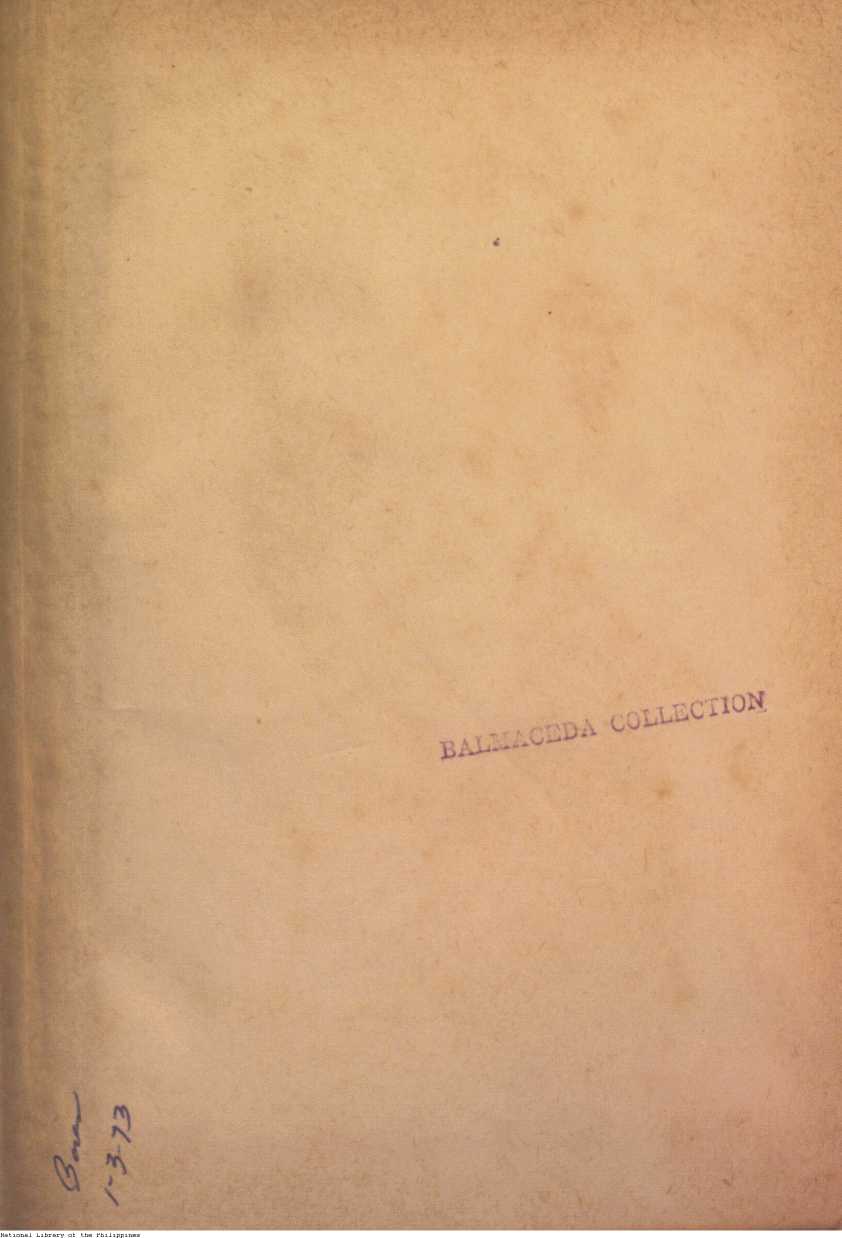 BALMACEDA COLLECTION
1-3-73
National Library of the Philippines